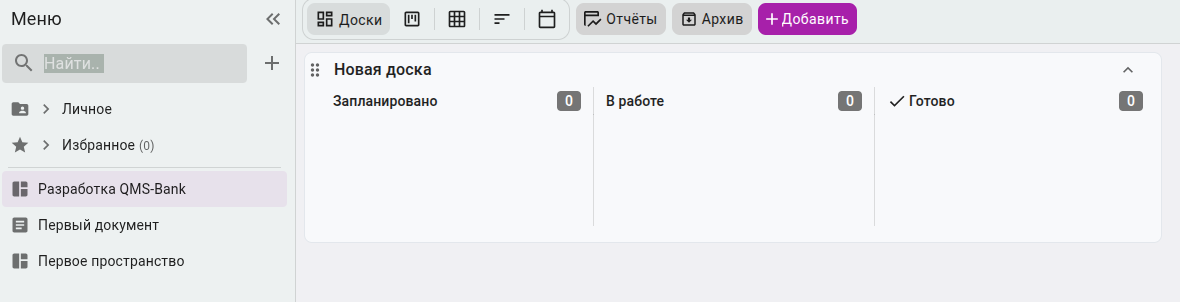 Меню
Найти..
Личное
Избранное (0)
Разработка QMS-Bank
Первый документ
Первое пространство
Доски Отчёты Архив Добавить
Новая доска
Запланировано 0 В работе 0 Готово 0